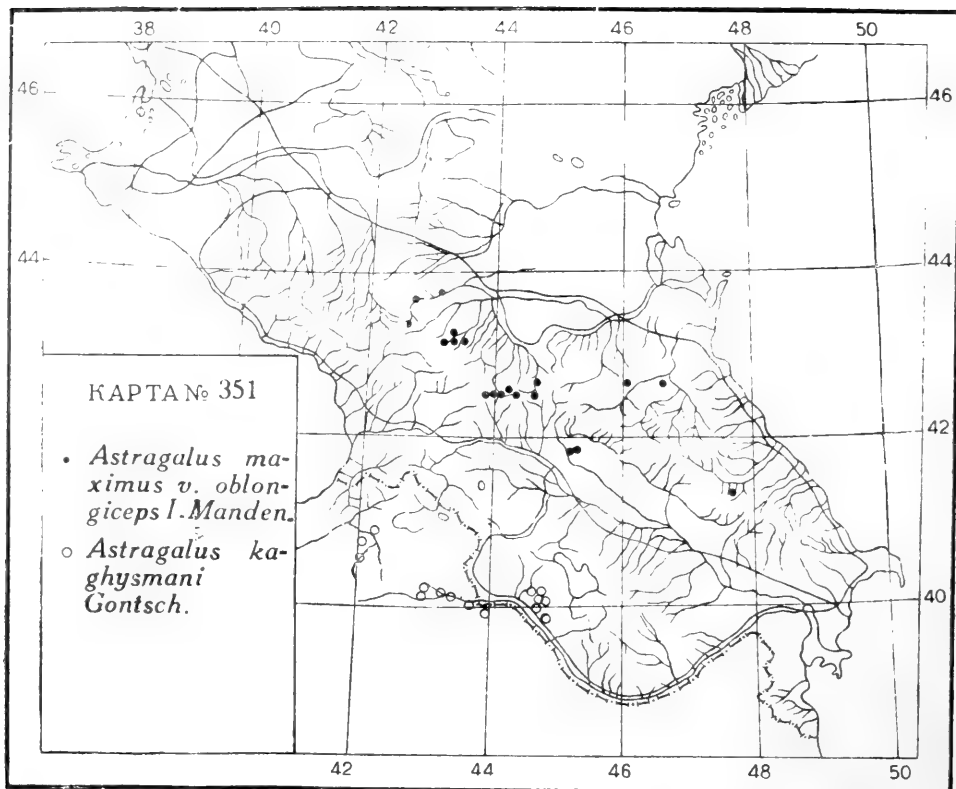 38 40 42 44 46 48 50
46 46
44 44
КАРТА № 351
• Astragalus ma-
ximus v. oblon-
giceps I. Manden.
○ Astragalus ka-
ghysmani
Gontsch.
42
40
42 44 46 48 50